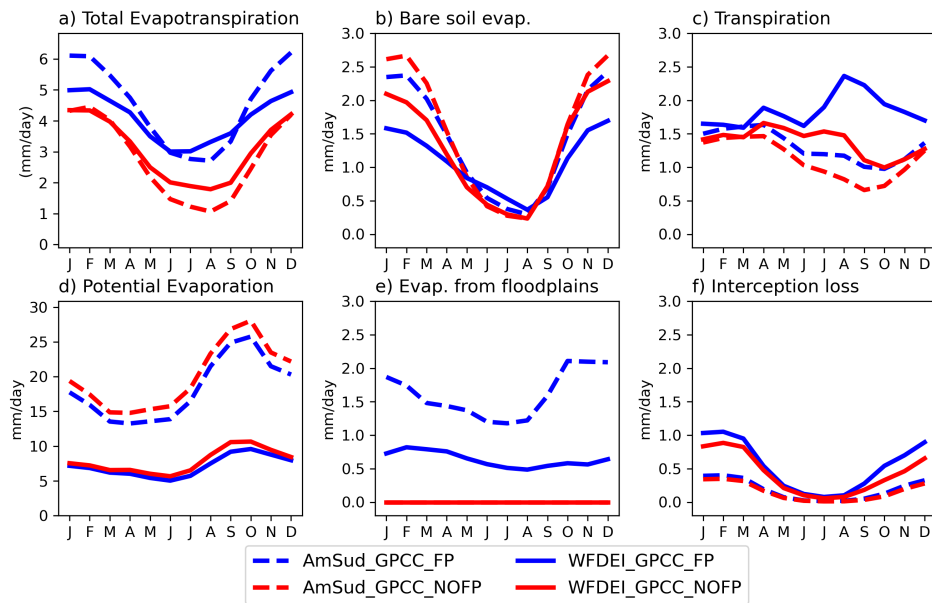 a) Total Evapotranspiration
b) Bare soil evap.
c) Transpiration
(mm/day)
6
5
4
3
2
1
0
J F M A M J J A S O N D
mm/day
3.0
2.5
2.0
1.5
1.0
0.5
0.0
J F M A M J J A S O N D
mm/day
3.0
2.5
2.0
1.5
1.0
0.5
0.0
J F M A M J J A S O N D
d) Potential Evaporation
e) Evap. from floodplains
f) Interception loss
mm/day
30
25
20
15
10
5
0
J F M A M J J A S O N D
mm/day
3.0
2.5
2.0
1.5
1.0
0.5
0.0
J F M A M J J A S O N D
mm/day
3.0
2.5
2.0
1.5
1.0
0.5
0.0
J F M A M J J A S O N D
AmSud_GPCC_FP
WFDEI_GPCC_FP
AmSud_GPCC_NOFP
WFDEI_GPCC_NOFP